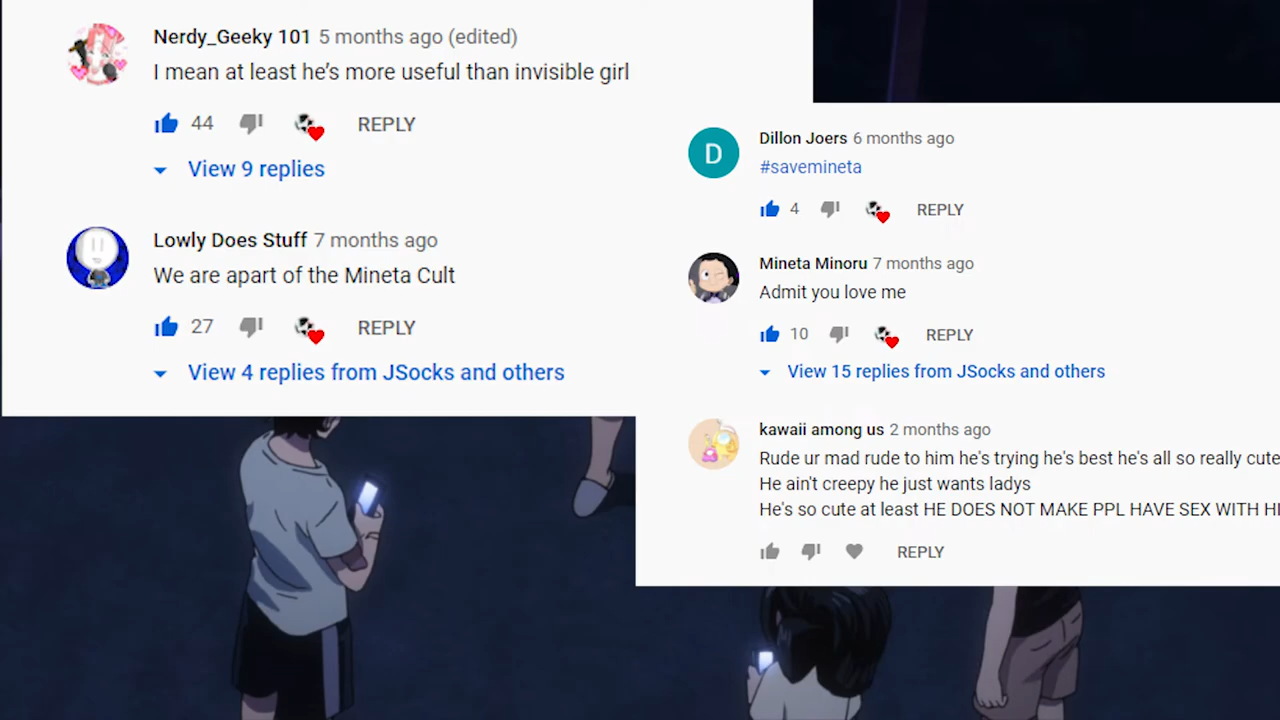 Nerdy_Geeky 101 5 months ago (edited)
I mean at least he's more useful than invisible girl
44 REPLY
View 9 replies
Lowly Does Stuff 7 months ago
We are apart of the Mineta Cult
27 REPLY
View 4 replies from JSocks and others
D
Dillon Joers 6 months ago
#savemineta
4 REPLY
Mineta Minoru 7 months ago
Admit you love me
10 REPLY
View 15 replies from JSocks and others
kawaii among us 2 months ago
Rude ur mad rude to him he's trying he's best he's all so really cute
He ain't creepy he just wants ladys
He's so cute at least HE DOES NOT MAKE PPL HAVE SEX WITH
REPLY